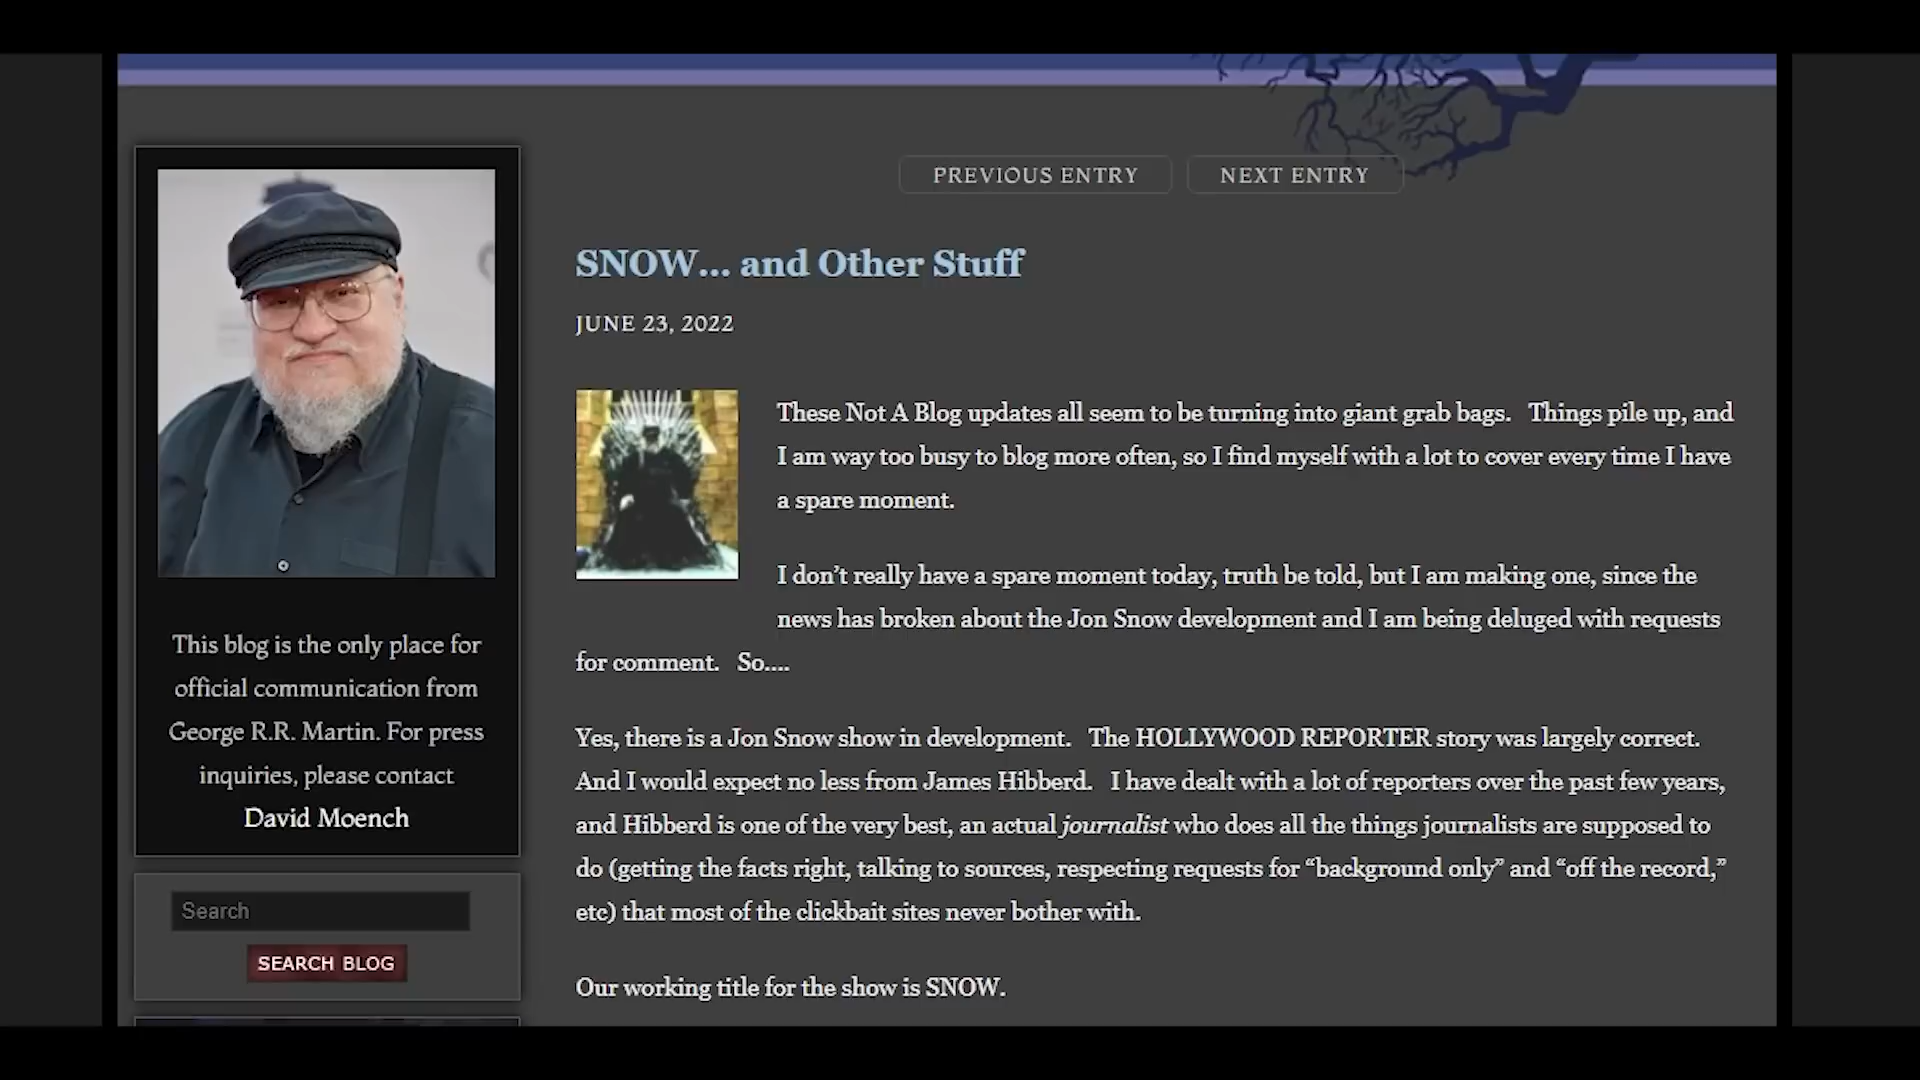 PREVIOUS ENTRY
NEXT ENTRY
SNOW... and Other Stuff
JUNE 23, 2022
These Not A Blog updates all seem to be turning into giant grab bags. Things pile up, and
I am way too busy to blog more often, so I find myself with a lot to cover every time I have
a spare moment.
I don’t really have a spare moment today, truth be told, but I am making one, since the
news has broken about the Jon Snow development and I am being deluged with requests
for comment. So....
Yes, there is a Jon Snow show in development. The HOLLYWOOD REPORTER story was largely correct.
And I would expect no less from James Hibberd. I have dealt with a lot of reporters over the past few years,
and Hibberd is one of the very best, an actual journalist who does all the things journalists are supposed to
do (getting the facts right, talking to sources, respecting requests for “background only” and “off the record,”
etc) that most of the clickbait sites never bother with.
Our working title for the show is SNOW.
This blog is the only place for
official communication from
George R.R. Martin. For press
inquiries, please contact
David Moench
Search
SEARCH BLOG